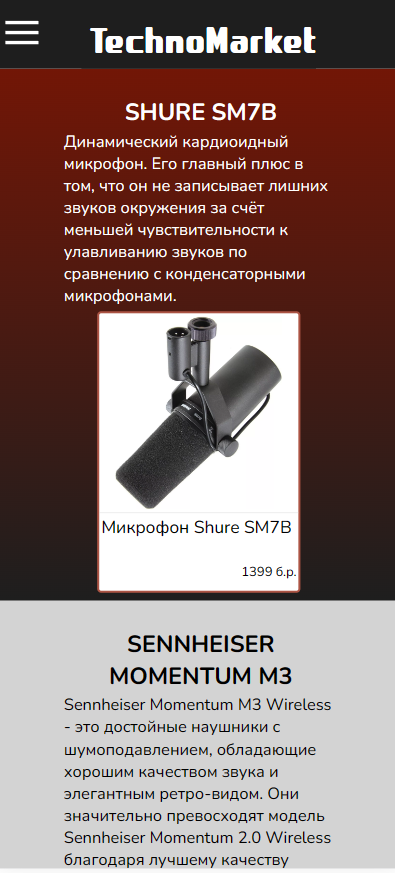 TechnoMarket
SHURE SM7B
Динамический кардиоидный
микрофон. Его главный плюс в
том, что он не записывает лишних
звуков окружения за счёт
меньшей чувствительности к
улавливанию звуков по
сравнению с конденсаторными
микрофонами.
Микрофон Shure SM7B
1399 б.р.
SENNHEISER
MOMENTUM M3
Sennheiser Momentum M3 Wireless
- это достойные наушники с
шумоподавлением, обладающие
хорошим качеством звука и
элегантным ретро-видом. Они
значительно превосходят модель
Sennheiser Momentum 2.0 Wireless
благодаря лучшему качеству